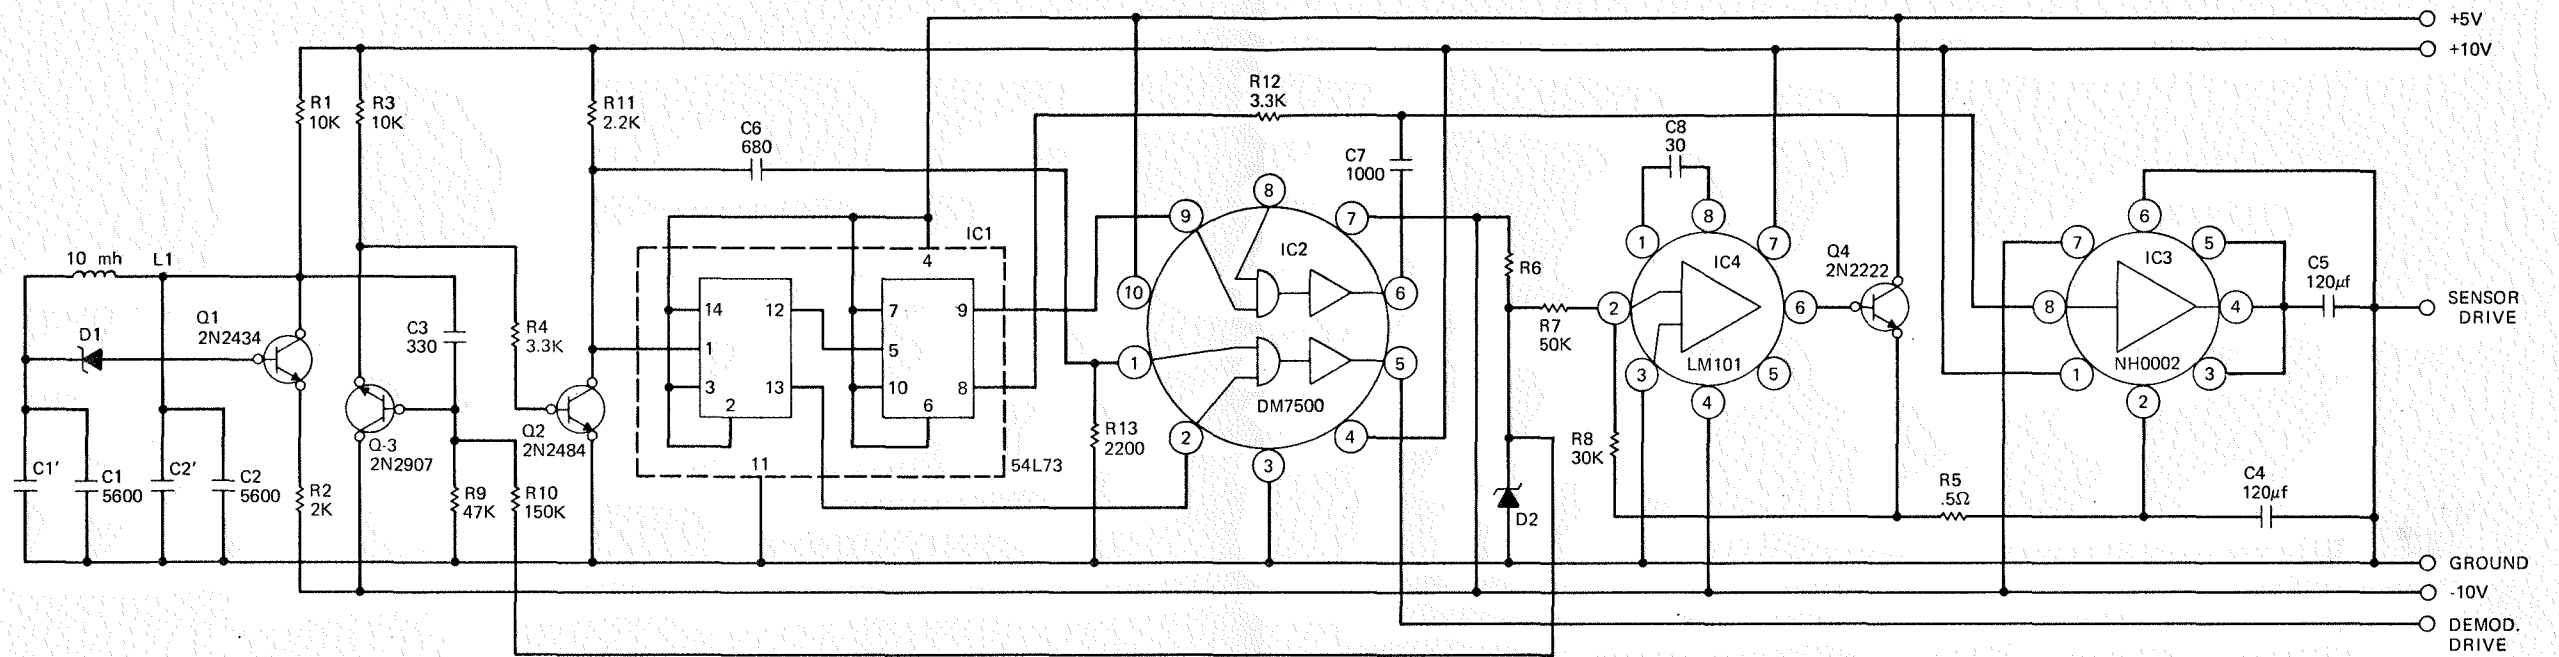 +5V
+10V
R1
10K
R3
10K
R11
2.2K
C6
680
R12
3.3K
C7
1000
C8
30
10 mh
L1
D1
Q1
2N2434
C3
330
R4
3.3K
Q-3
2N2907
Q2
2N2484
C1'
C1
5600
C2'
C2
5600
R2
2K
R9
47K
R10
150K
IC1
4
14
12
1
3
13
2
7
9
5
10
8
6
11
54L73
R13
2200
9
8
7
IC2
10
6
1
5
DM7500
2
4
3
R6
R7
50K
R8
30K
D2
1
8
7
IC4
2
6
LM101
3
5
4
Q4
2N2222
R5
.5Ω
6
7
5
IC3
8
4
NH0002
1
3
2
C5
120μf
C4
120μf
SENSOR
DRIVE
GROUND
-10V
DEMOD.
DRIVE